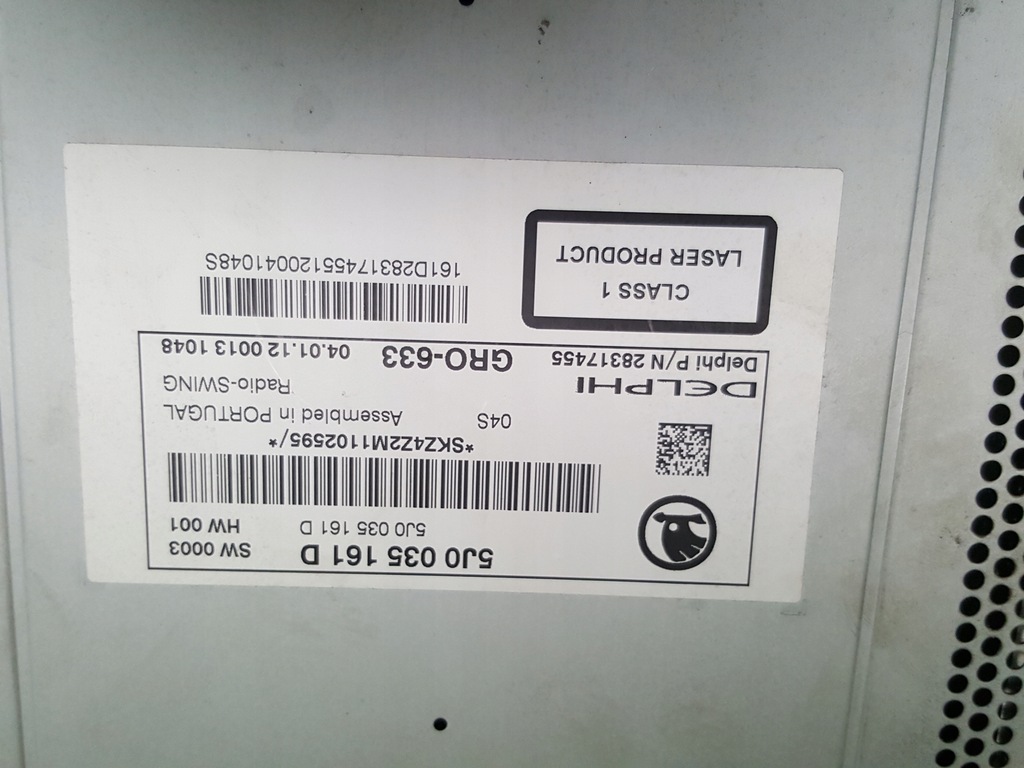 5J0 035 161 D SW 0003
5J0 035 161 D HW 001
*SKZ4Z2M1102595/*
04S Assembled in PORTUGAL
DELPHI Radio-SWING
Delphi P/N 28317455 GRO-633 04.01.12 0013 1048
CLASS 1
LASER PRODUCT
161D28317455120041048S